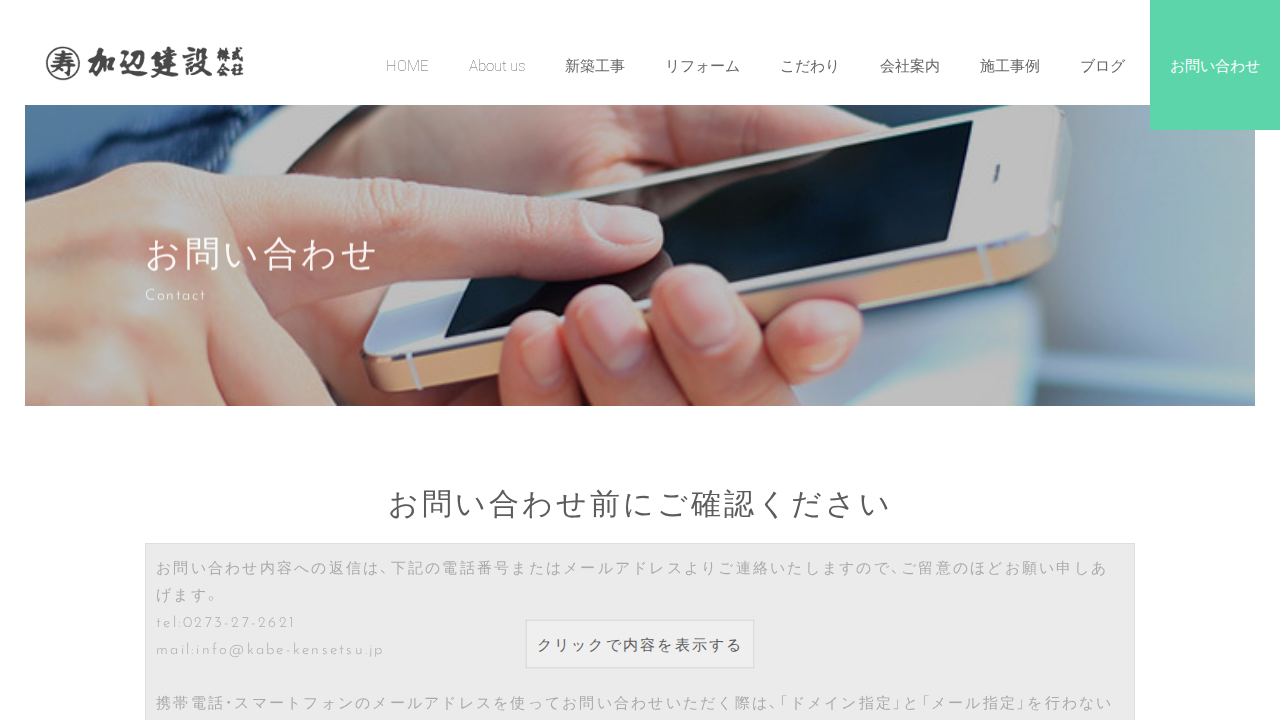 寿 加辺建設 株式会社
HOME About us 新築工事 リフォーム こだわり 会社案内 施工事例 ブログ お問い合わせ
お問い合わせ
Contact
お問い合わせ前にご確認ください
お問い合わせ内容への返信は、下記の電話番号またはメールアドレスよりご連絡いたしますので、ご留意のほどお願い申しあ
げます。
tel:0273-27-2621
mail:info@kabe-kensetsu.jp
クリックで内容を表示する
携帯電話・スマートフォンのメールアドレスを使ってお問い合わせいただく際は、「ドメイン指定」と「メール指定」を行わない